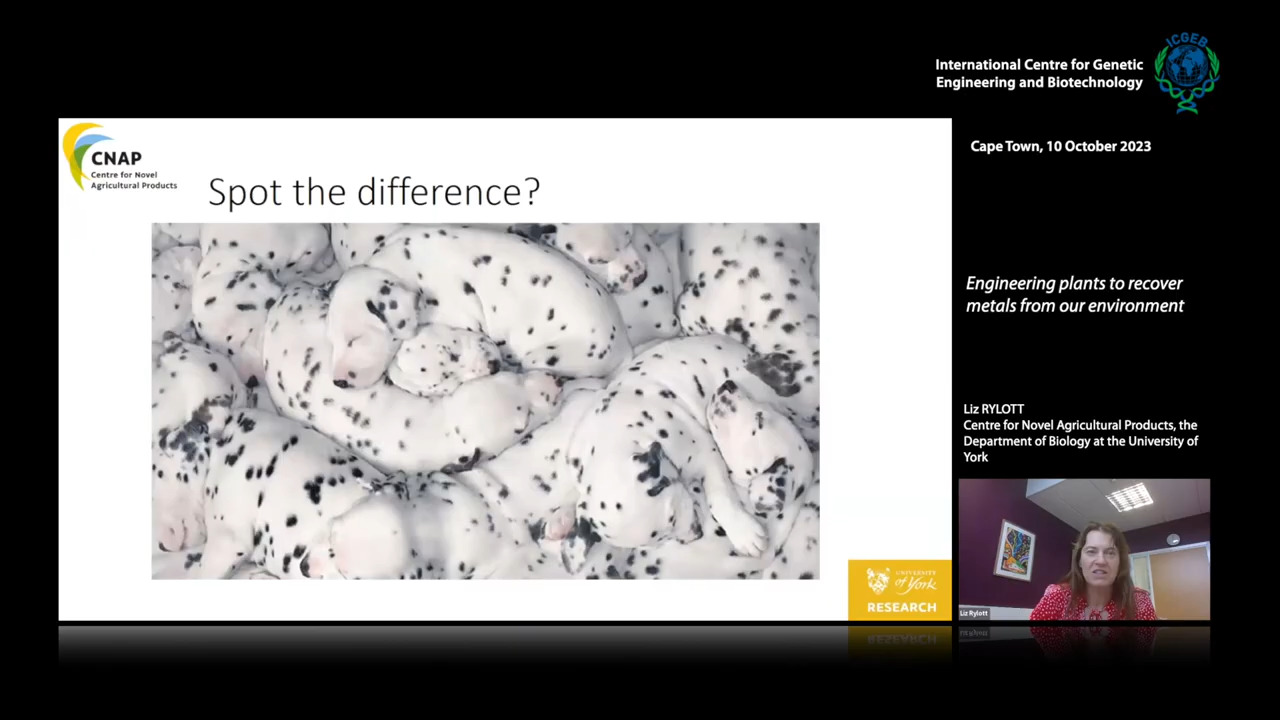 International Centre for Genetic
Engineering and Biotechnology
ICGEB
Cape Town, 10 October 2023
CNAP
Centre for Novel
Agricultural Products
Spot the difference?
Engineering plants to recover
metals from our environment
Liz RYLOTT
Centre for Novel Agricultural Products, the
Department of Biology at the University of
York
UNIVERSITY
of York
RESEARCH
Liz Rylott